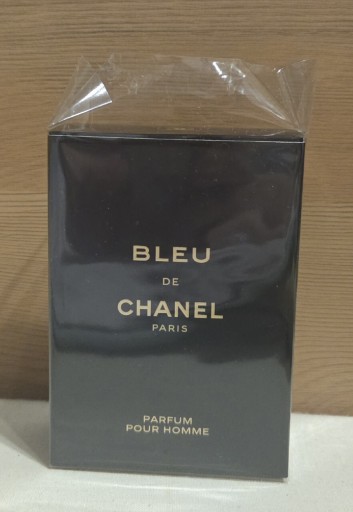 BLEU
DE
CHANEL
PARIS
PARFUM
POUR HOMME